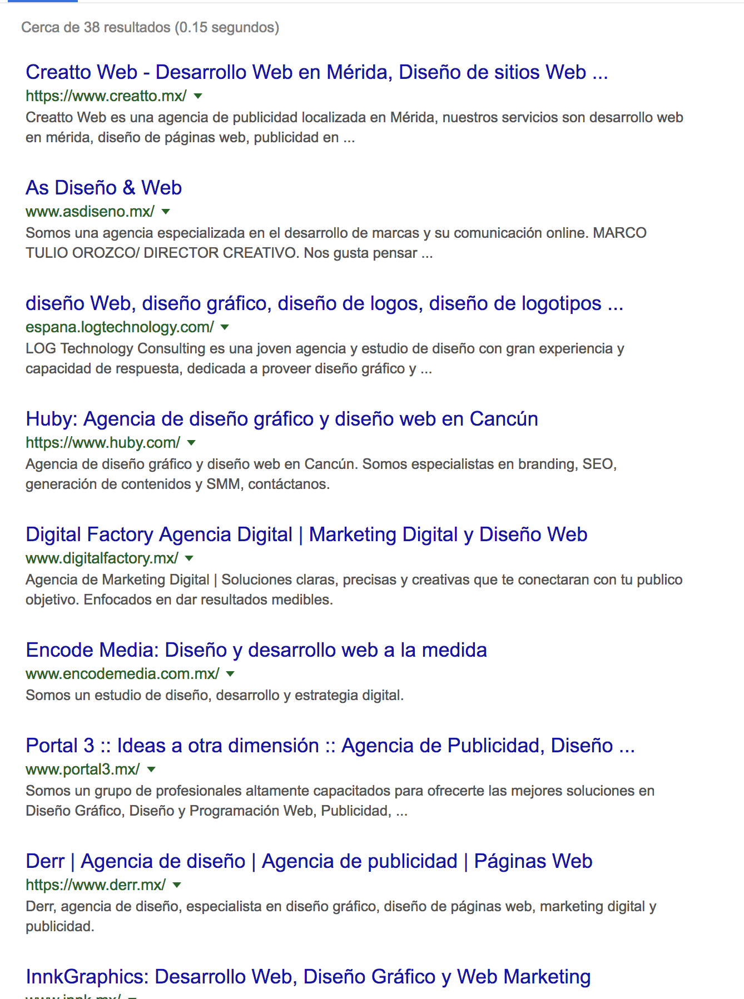 Cerca de 38 resultados (0.15 segundos)
Creatto Web - Desarrollo Web en Mérida, Diseño de sitios Web ...
https://www.creatto.mx/
Creatto Web es una agencia de publicidad localizada en Mérida, nuestros servicios son desarrollo web
en mérida, diseño de páginas web, publicidad en ...
As Diseño & Web
www.asdiseno.mx/
Somos una agencia especializada en el desarrollo de marcas y su comunicación online. MARCO
TULIO OROZCO/ DIRECTOR CREATIVO. Nos gusta pensar ...
diseño Web, diseño gráfico, diseño de logos, diseño de logotipos ...
espana.logtechnology.com/
LOG Technology Consulting es una joven agencia y estudio de diseño con gran experiencia y
capacidad de respuesta, dedicada a proveer diseño gráfico y ...
Huby: Agencia de diseño gráfico y diseño web en Cancún
https://www.huby.com/
Agencia de diseño gráfico y diseño web en Cancún. Somos especialistas en branding, SEO,
generación de contenidos y SMM, contáctanos.
Digital Factory Agencia Digital | Marketing Digital y Diseño Web
www.digitalfactory.mx/
Agencia de Marketing Digital | Soluciones claras, precisas y creativas que te conectaran con tu publico
objetivo. Enfocados en dar resultados medibles.
Encode Media: Diseño y desarrollo web a la medida
www.encodemedia.com.mx/
Somos un estudio de diseño, desarrollo y estrategia digital.
Portal 3 :: Ideas a otra dimensión :: Agencia de Publicidad, Diseño ...
www.portal3.mx/
Somos un grupo de profesionales altamente capacitados para ofrecerte las mejores soluciones en
Diseño Gráfico, Diseño y Programación Web, Publicidad, ...
Derr | Agencia de diseño | Agencia de publicidad | Páginas Web
https://www.derr.mx/
Derr, agencia de diseño, especialista en diseño gráfico, diseño de páginas web, marketing digital y
publicidad.
InnkGraphics: Desarrollo Web, Diseño Gráfico y Web Marketing
www.innk.mx/